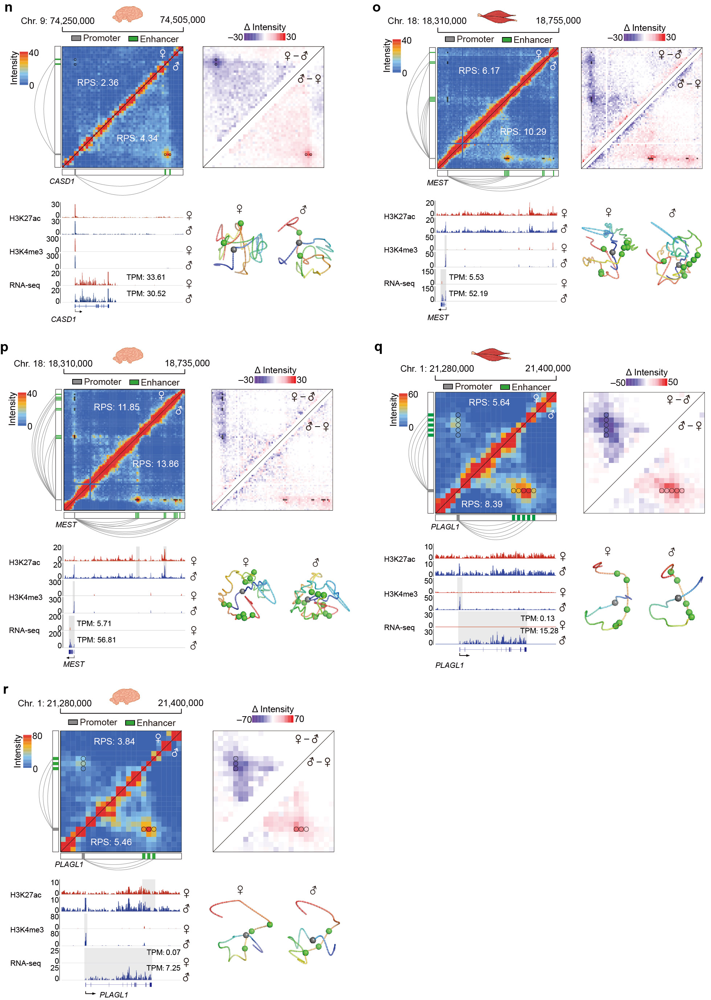 n
Chr. 9: 74,250,000 74,505,000
Promoter Enhancer
Δ Intensity
–30 30
Intensity
40
0
♀
♂
RPS: 2.36
RPS: 4.34
♀ – ♂
♂ – ♀
CASD1
H3K27ac
30
0
♀
30
0
♂
H3K4me3
300
0
♀
300
0
♂
RNA-seq
20
0
TPM: 33.61
♀
20
0
TPM: 30.52
♂
CASD1
♀ ♂
o
Chr. 18: 18,310,000 18,755,000
Promoter Enhancer
Δ Intensity
–30 30
Intensity
40
0
♀
♂
RPS: 6.17
RPS: 10.29
♀ – ♂
♂ – ♀
MEST
H3K27ac
20
0
♀
20
0
♂
H3K4me3
50
0
♀
50
0
♂
RNA-seq
150
0
TPM: 5.53
♀
150
0
TPM: 52.19
♂
MEST
♀ ♂
p
Chr. 18: 18,310,000 18,735,000
Promoter Enhancer
Δ Intensity
–30 30
Intensity
40
0
♀
♂
RPS: 11.85
RPS: 13.86
♀ – ♂
♂ – ♀
MEST
H3K27ac
20
0
♀
20
0
♂
H3K4me3
300
0
♀
300
0
♂
RNA-seq
200
0
TPM: 5.71
♀
200
0
TPM: 56.81
♂
MEST
♀ ♂
q
Chr. 1: 21,280,000 21,400,000
Promoter Enhancer
Δ Intensity
–50 50
Intensity
60
0
♀
♂
RPS: 5.64
RPS: 8.39
♀ – ♂
♂ – ♀
PLAGL1
H3K27ac
10
0
♀
10
0
♂
H3K4me3
50
0
♀
50
0
♂
RNA-seq
30
0
TPM: 0.13
♀
30
0
TPM: 15.28
♂
PLAGL1
♀ ♂
r
Chr. 1: 21,280,000 21,400,000
Promoter Enhancer
Δ Intensity
–70 70
Intensity
80
0
♀
♂
RPS: 3.84
RPS: 5.46
♀ – ♂
♂ – ♀
PLAGL1
H3K27ac
10
0
♀
10
0
♂
H3K4me3
80
0
♀
80
0
♂
RNA-seq
25
0
TPM: 0.07
♀
25
0
TPM: 7.25
♂
PLAGL1
♀ ♂